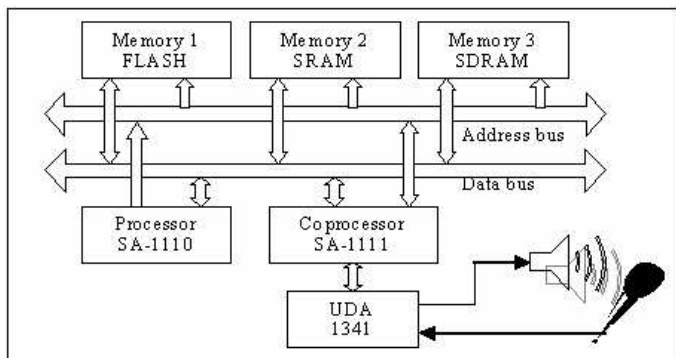 Memory 1
FLASH
Memory 2
SRAM
Memory 3
SDRAM
Address bus
Data bus
Processor
SA-1110
Coprocessor
SA-1111
UDA
1341